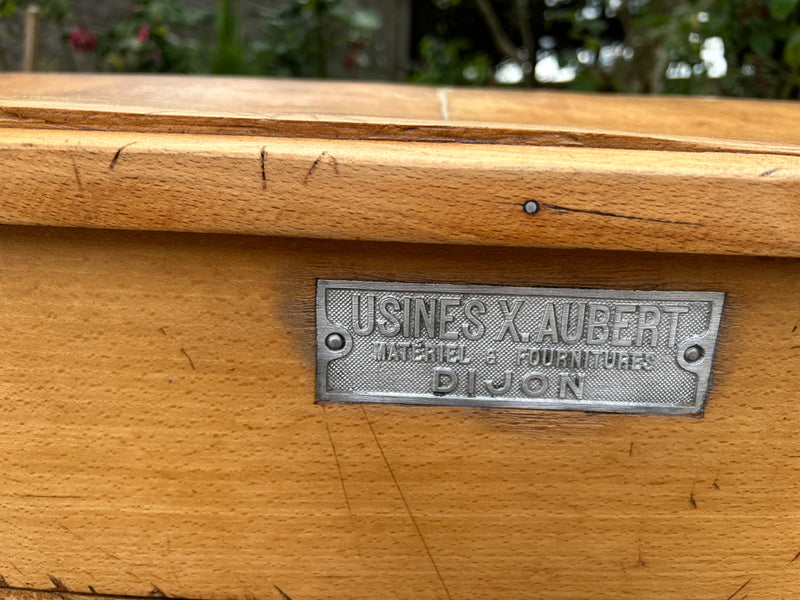 USINES X. AUBERT
MATÉRIEL & FOURNITURES
DIJON